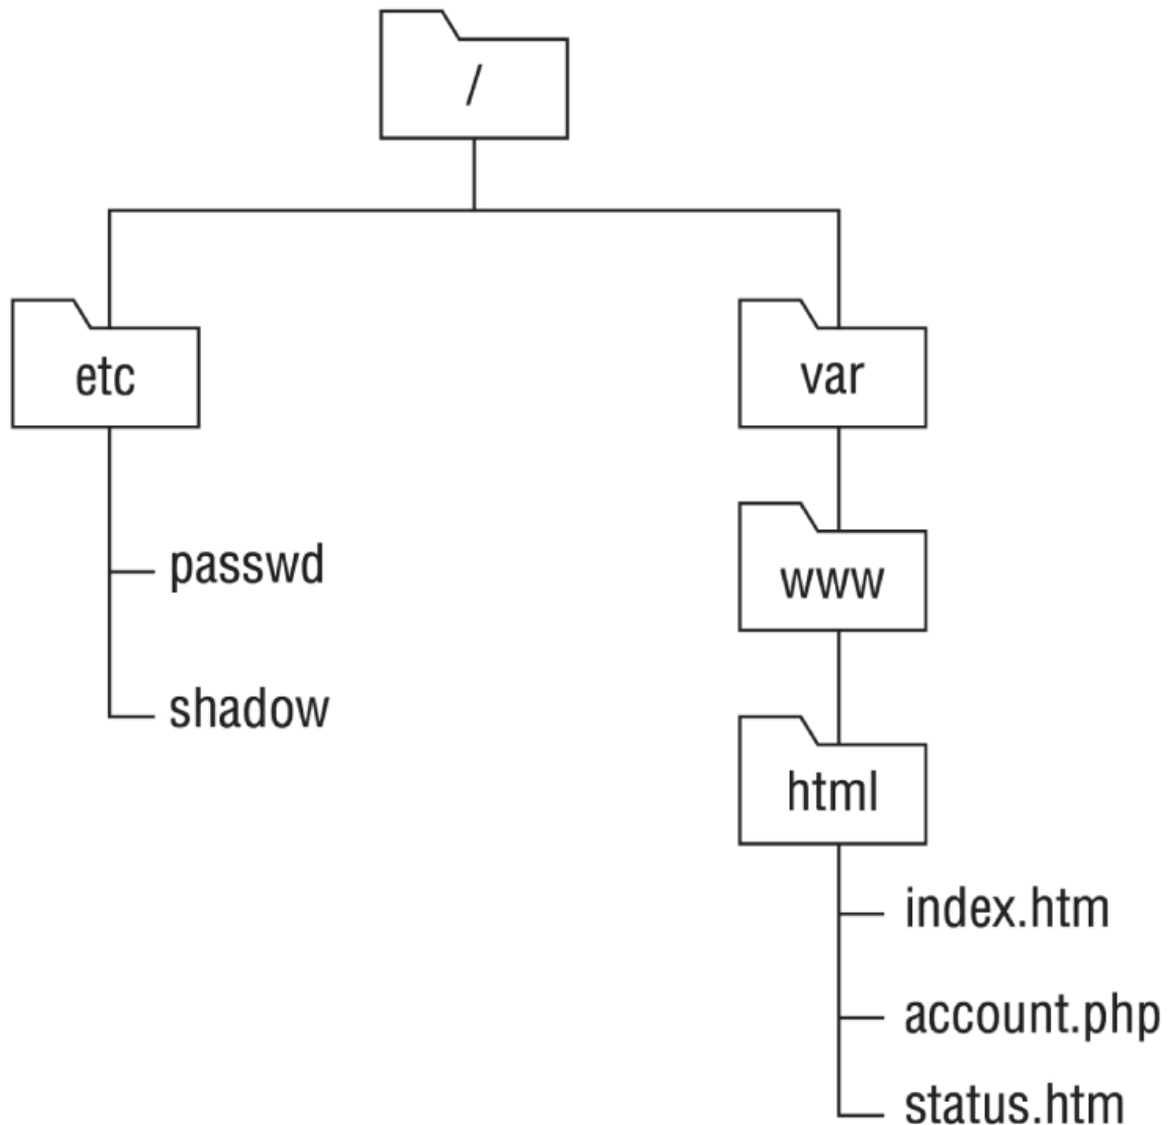 /
etc
var
passwd
www
shadow
html
index.htm
account.php
status.htm